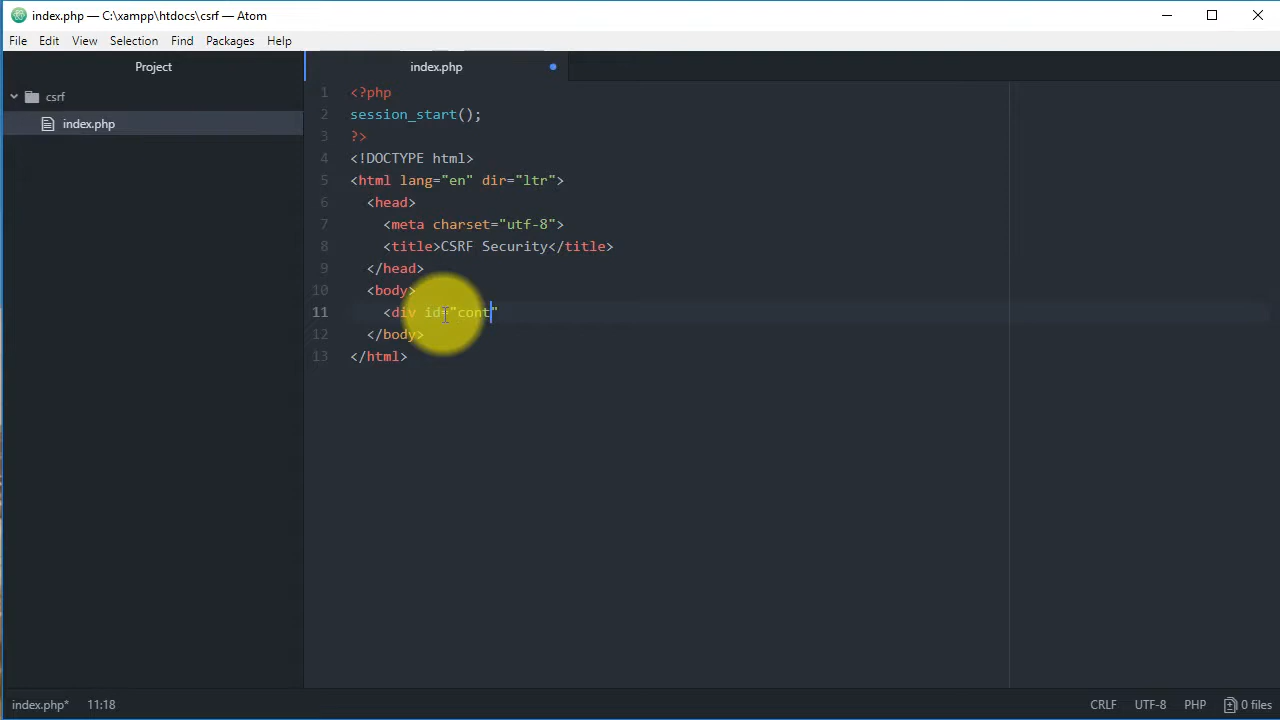 index.php — C:\xampp\htdocs\csrf — Atom
File Edit View Selection Find Packages Help
Project
index.php
csrf
index.php
1 <?php
2 session_start();
3 ?>
4 <!DOCTYPE html>
5 <html lang="en" dir="ltr">
6 <head>
7 <meta charset="utf-8">
8 <title>CSRF Security</title>
9 </head>
10 <body>
11 <div id="cont"
12 </body>
13 </html>
index.php* 11:18 CRLF UTF-8 PHP 0 files